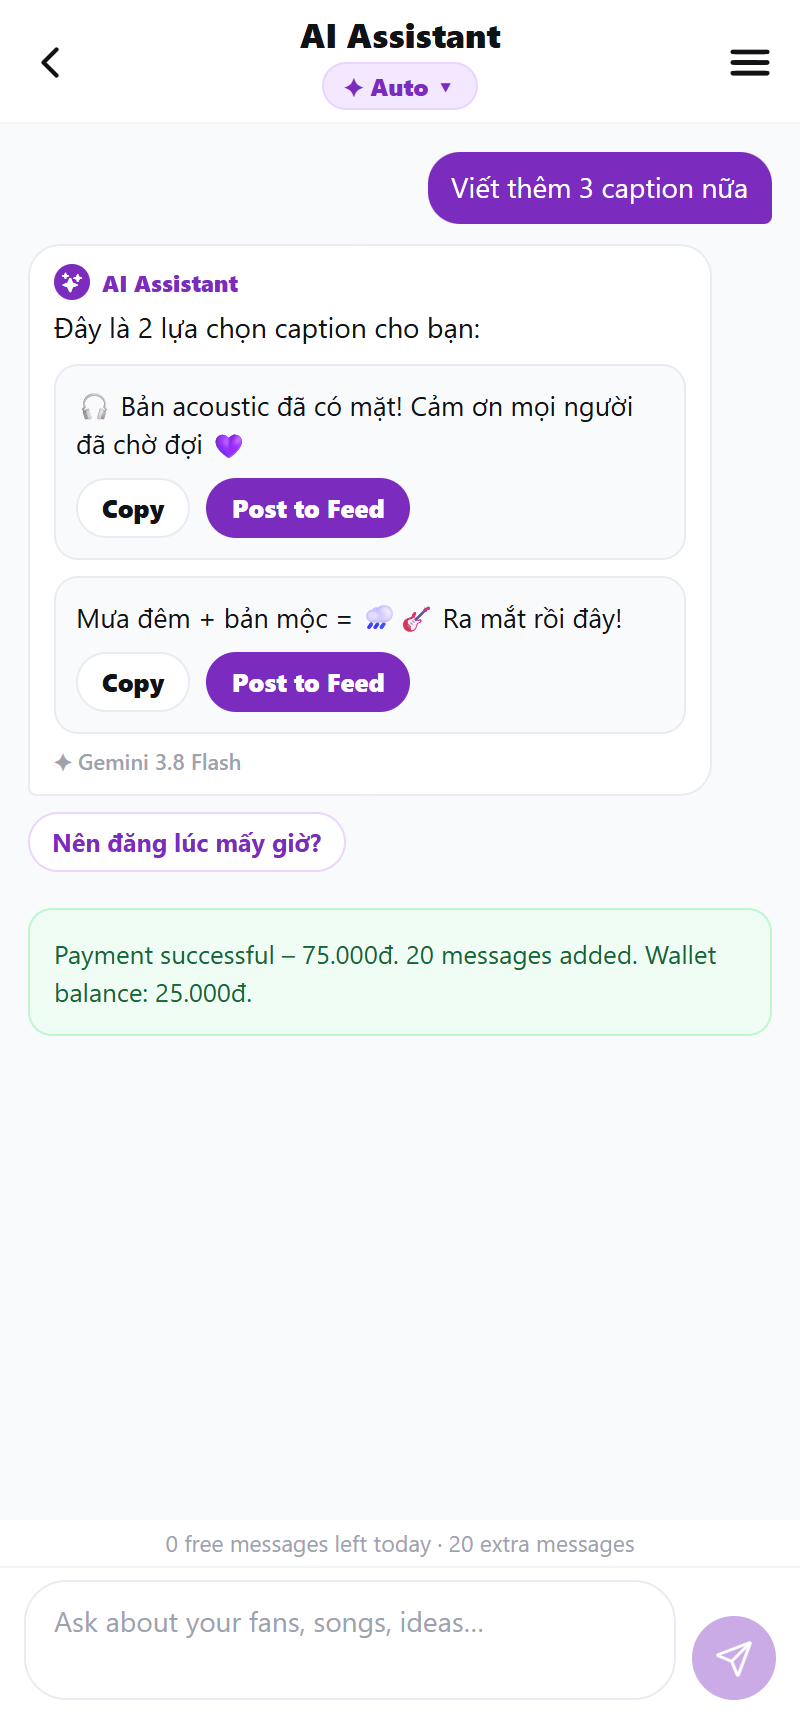 AI Assistant
✦ Auto ▼
Viết thêm 3 caption nữa
AI Assistant
Đây là 2 lựa chọn caption cho bạn:
🎧 Bản acoustic đã có mặt! Cảm ơn mọi người
đã chờ đợi 💜
Copy
Post to Feed
Mưa đêm + bản mộc = 🌧️ 🎸 Ra mắt rồi đây!
Copy
Post to Feed
✦ Gemini 3.8 Flash
Nên đăng lúc mấy giờ?
Payment successful – 75.000đ. 20 messages added. Wallet
balance: 25.000đ.
0 free messages left today · 20 extra messages
Ask about your fans, songs, ideas...